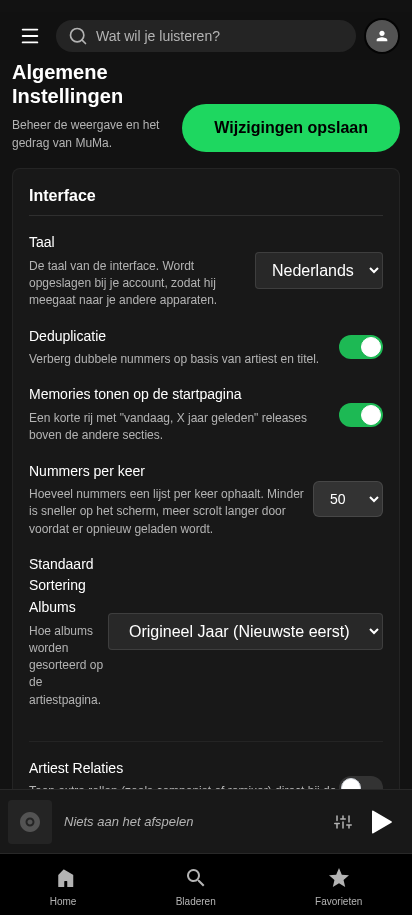 Wat wil je luisteren?
Algemene
Instellingen
Beheer de weergave en het
gedrag van MuMa.
Wijzigingen opslaan
Interface
Taal
De taal van de interface. Wordt
opgeslagen bij je account, zodat hij
meegaat naar je andere apparaten.
Nederlands
Deduplicatie
Verberg dubbele nummers op basis van artiest en titel.
Memories tonen op de startpagina
Een korte rij met "vandaag, X jaar geleden" releases
boven de andere secties.
Nummers per keer
Hoeveel nummers een lijst per keer ophaalt. Minder
is sneller op het scherm, meer scrolt langer door
voordat er opnieuw geladen wordt.
50
Standaard
Sortering
Albums
Hoe albums
worden
gesorteerd op
de
artiestpagina.
Origineel Jaar (Nieuwste eerst)
Artiest Relaties
Niets aan het afspelen
Home
Bladeren
Favorieten